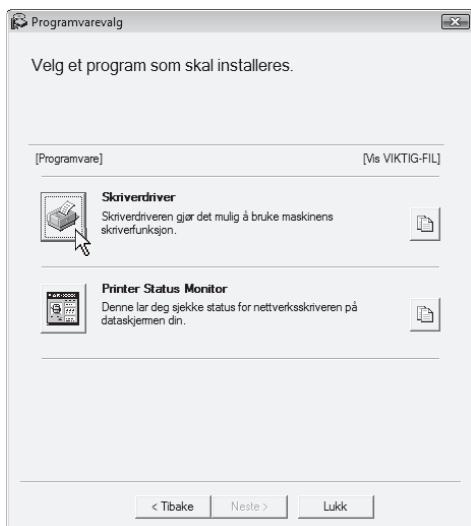 Programvarevalg
Velg et program som skal installeres.
[Programvare] [Vis VIKTIG-FIL]
Skriverdriver
Skriverdriveren gjør det mulig å bruke maskinens
skriverfunksjon.
Printer Status Monitor
Denne lar deg sjekke status for nettverksskriveren på
dataskjermen din.
< Tibake Neste > Lukk